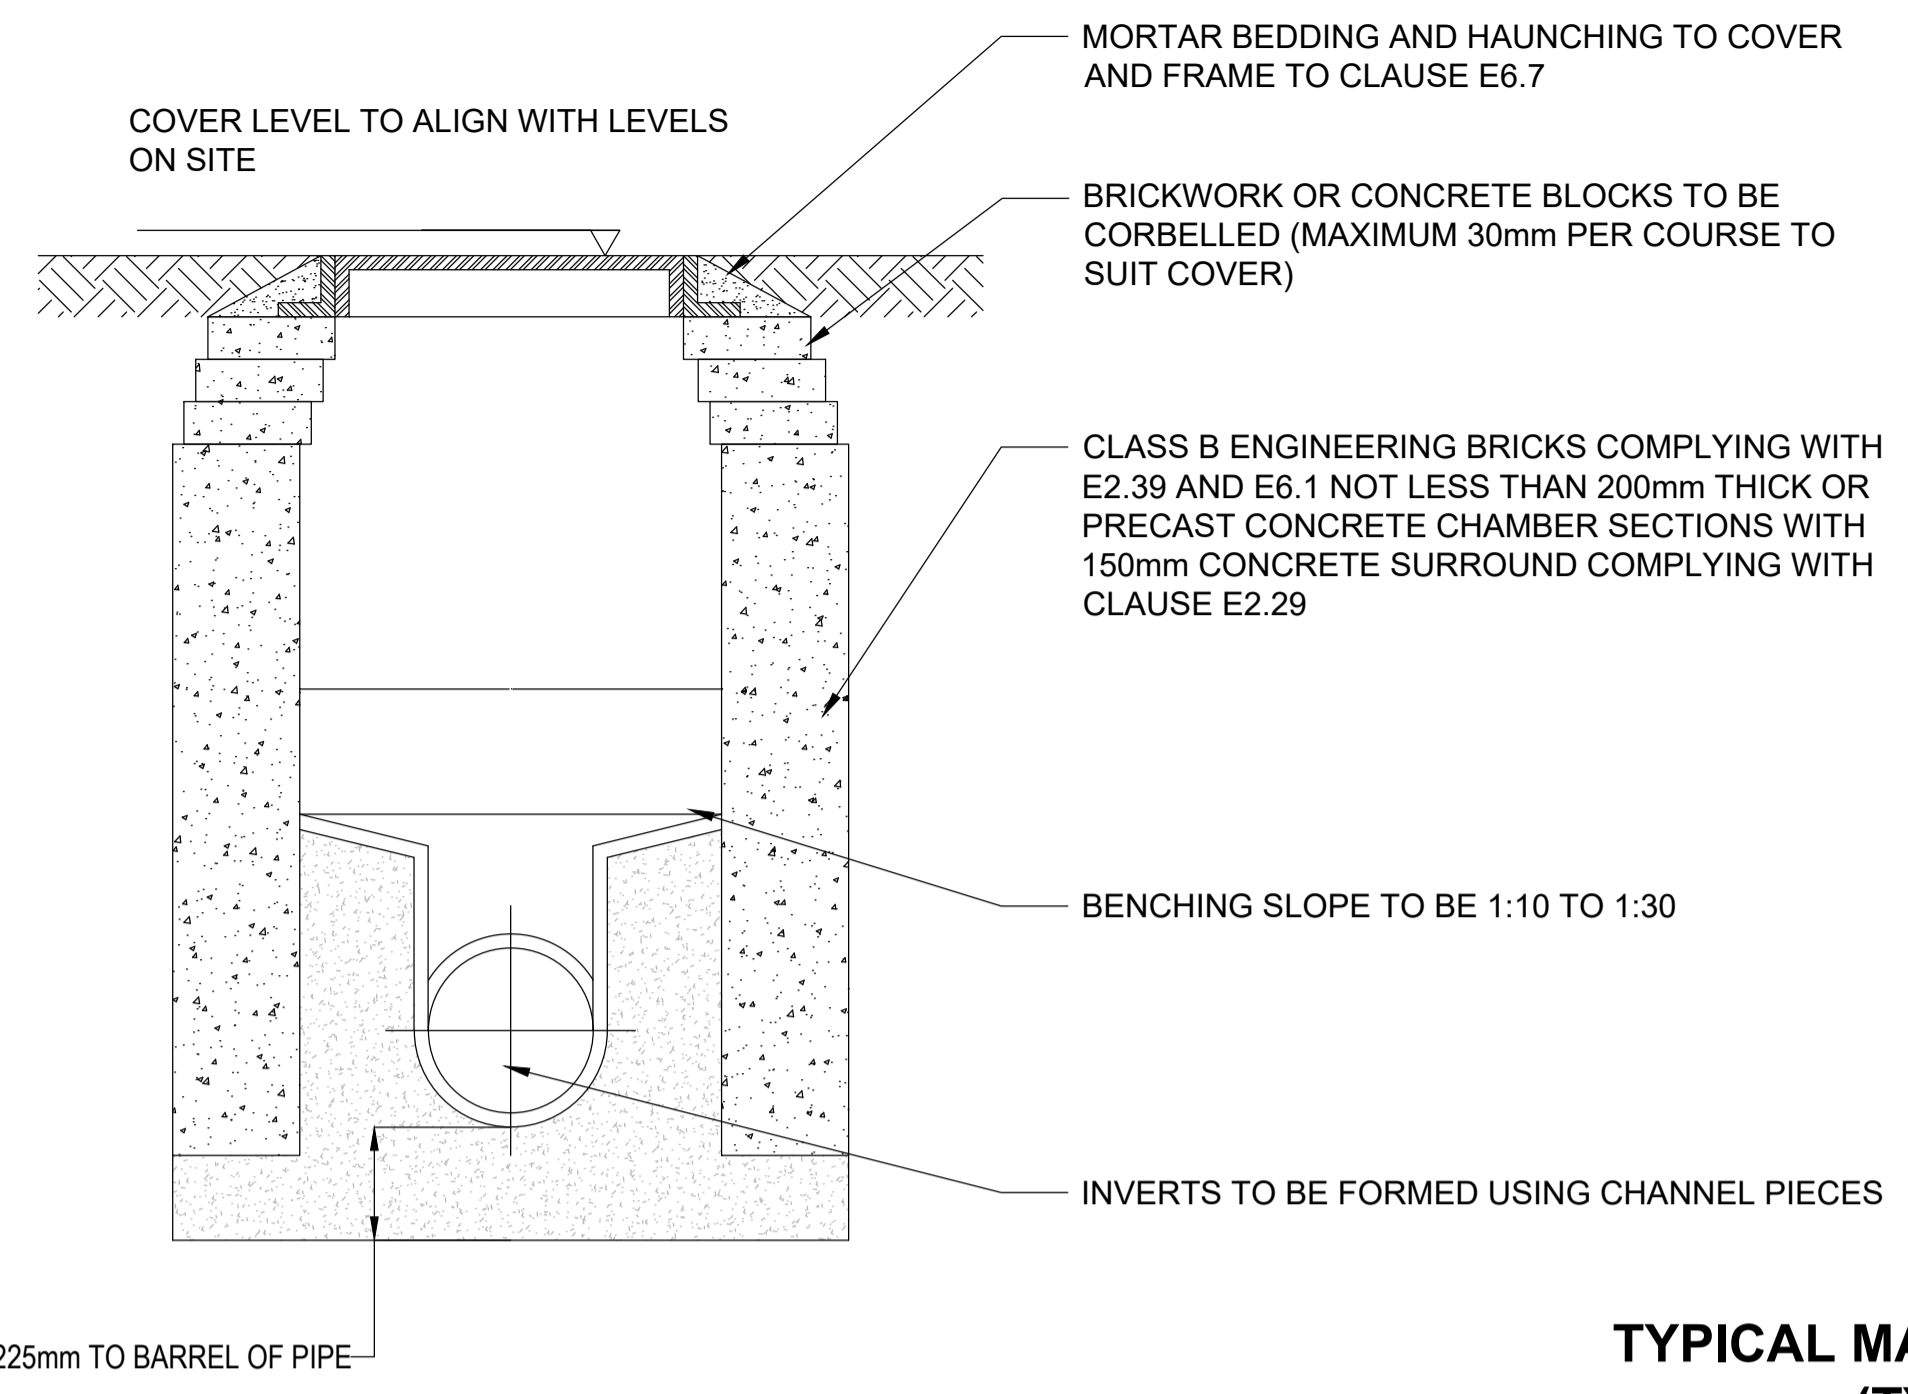 MORTAR BEDDING AND HAUNCHING TO COVER
AND FRAME TO CLAUSE E6.7
COVER LEVEL TO ALIGN WITH LEVELS
ON SITE
BRICKWORK OR CONCRETE BLOCKS TO BE
CORBELLED (MAXIMUM 30mm PER COURSE TO
SUIT COVER)
CLASS B ENGINEERING BRICKS COMPLYING WITH
E2.39 AND E6.1 NOT LESS THAN 200mm THICK OR
PRECAST CONCRETE CHAMBER SECTIONS WITH
150mm CONCRETE SURROUND COMPLYING WITH
CLAUSE E2.29
BENCHING SLOPE TO BE 1:10 TO 1:30
INVERTS TO BE FORMED USING CHANNEL PIECES
225mm TO BARREL OF PIPE
TYPICAL